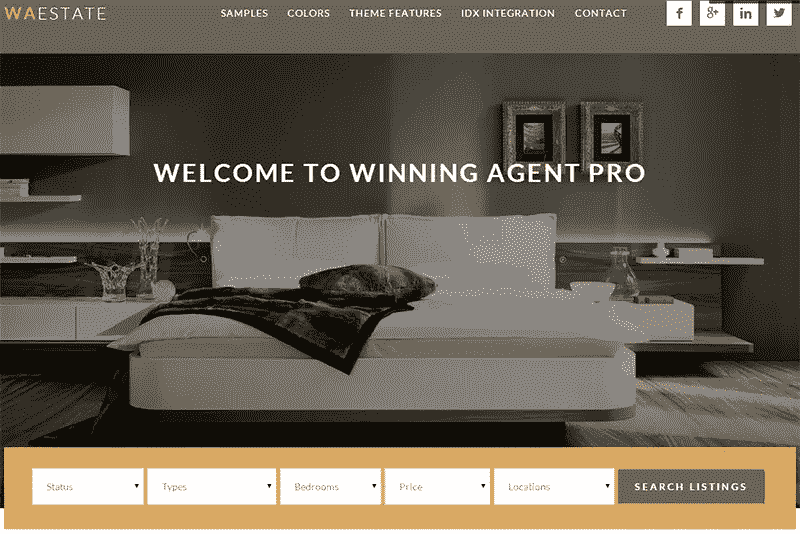 WAESTATE SAMPLES COLORS THEME FEATURES IDX INTEGRATION CONTACT
WELCOME TO WINNING AGENT PRO
Status Types Bedrooms Price Locations SEARCH LISTINGS